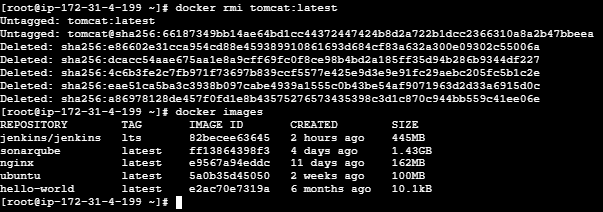 [root@ip-172-31-4-199 ~]# docker rmi tomcat:latest
Untagged: tomcat:latest
Untagged: tomcat@sha256:66187349bb14ae64bd1cc44372447424b8d2a722b1dcc2366310a8a2b47bbeea
Deleted: sha256:e86602e31cca954cd88e459389910861693d684cf83a632a300e09302c55006a
Deleted: sha256:dcacc54aae675aa1e8a9cff69fc0f8ce98b4bd2a185ff35d94b286b9344df227
Deleted: sha256:4c6b3fe2c7fb971f73697b839ccf5577e425e9d3e9e91fc29aebc205fc5b1c2e
Deleted: sha256:eae51ca5ba3c3938b097cabe4939a1555c0b43be54af9071963d2d33a6915d0c
Deleted: sha256:a86978128de457f0fd1e8b43575276573435398c3d1c870c944bb559c41ee06e
[root@ip-172-31-4-199 ~]# docker images
REPOSITORY TAG IMAGE ID CREATED SIZE
jenkins/jenkins lts 82becee63645 2 hours ago 445MB
sonarqube latest ff13864398f3 4 days ago 1.43GB
nginx latest e9567a94eddc 11 days ago 162MB
ubuntu latest 5a0b35d45050 2 weeks ago 100MB
hello-world latest e2ac70e7319a 6 months ago 10.1kB
[root@ip-172-31-4-199 ~]#